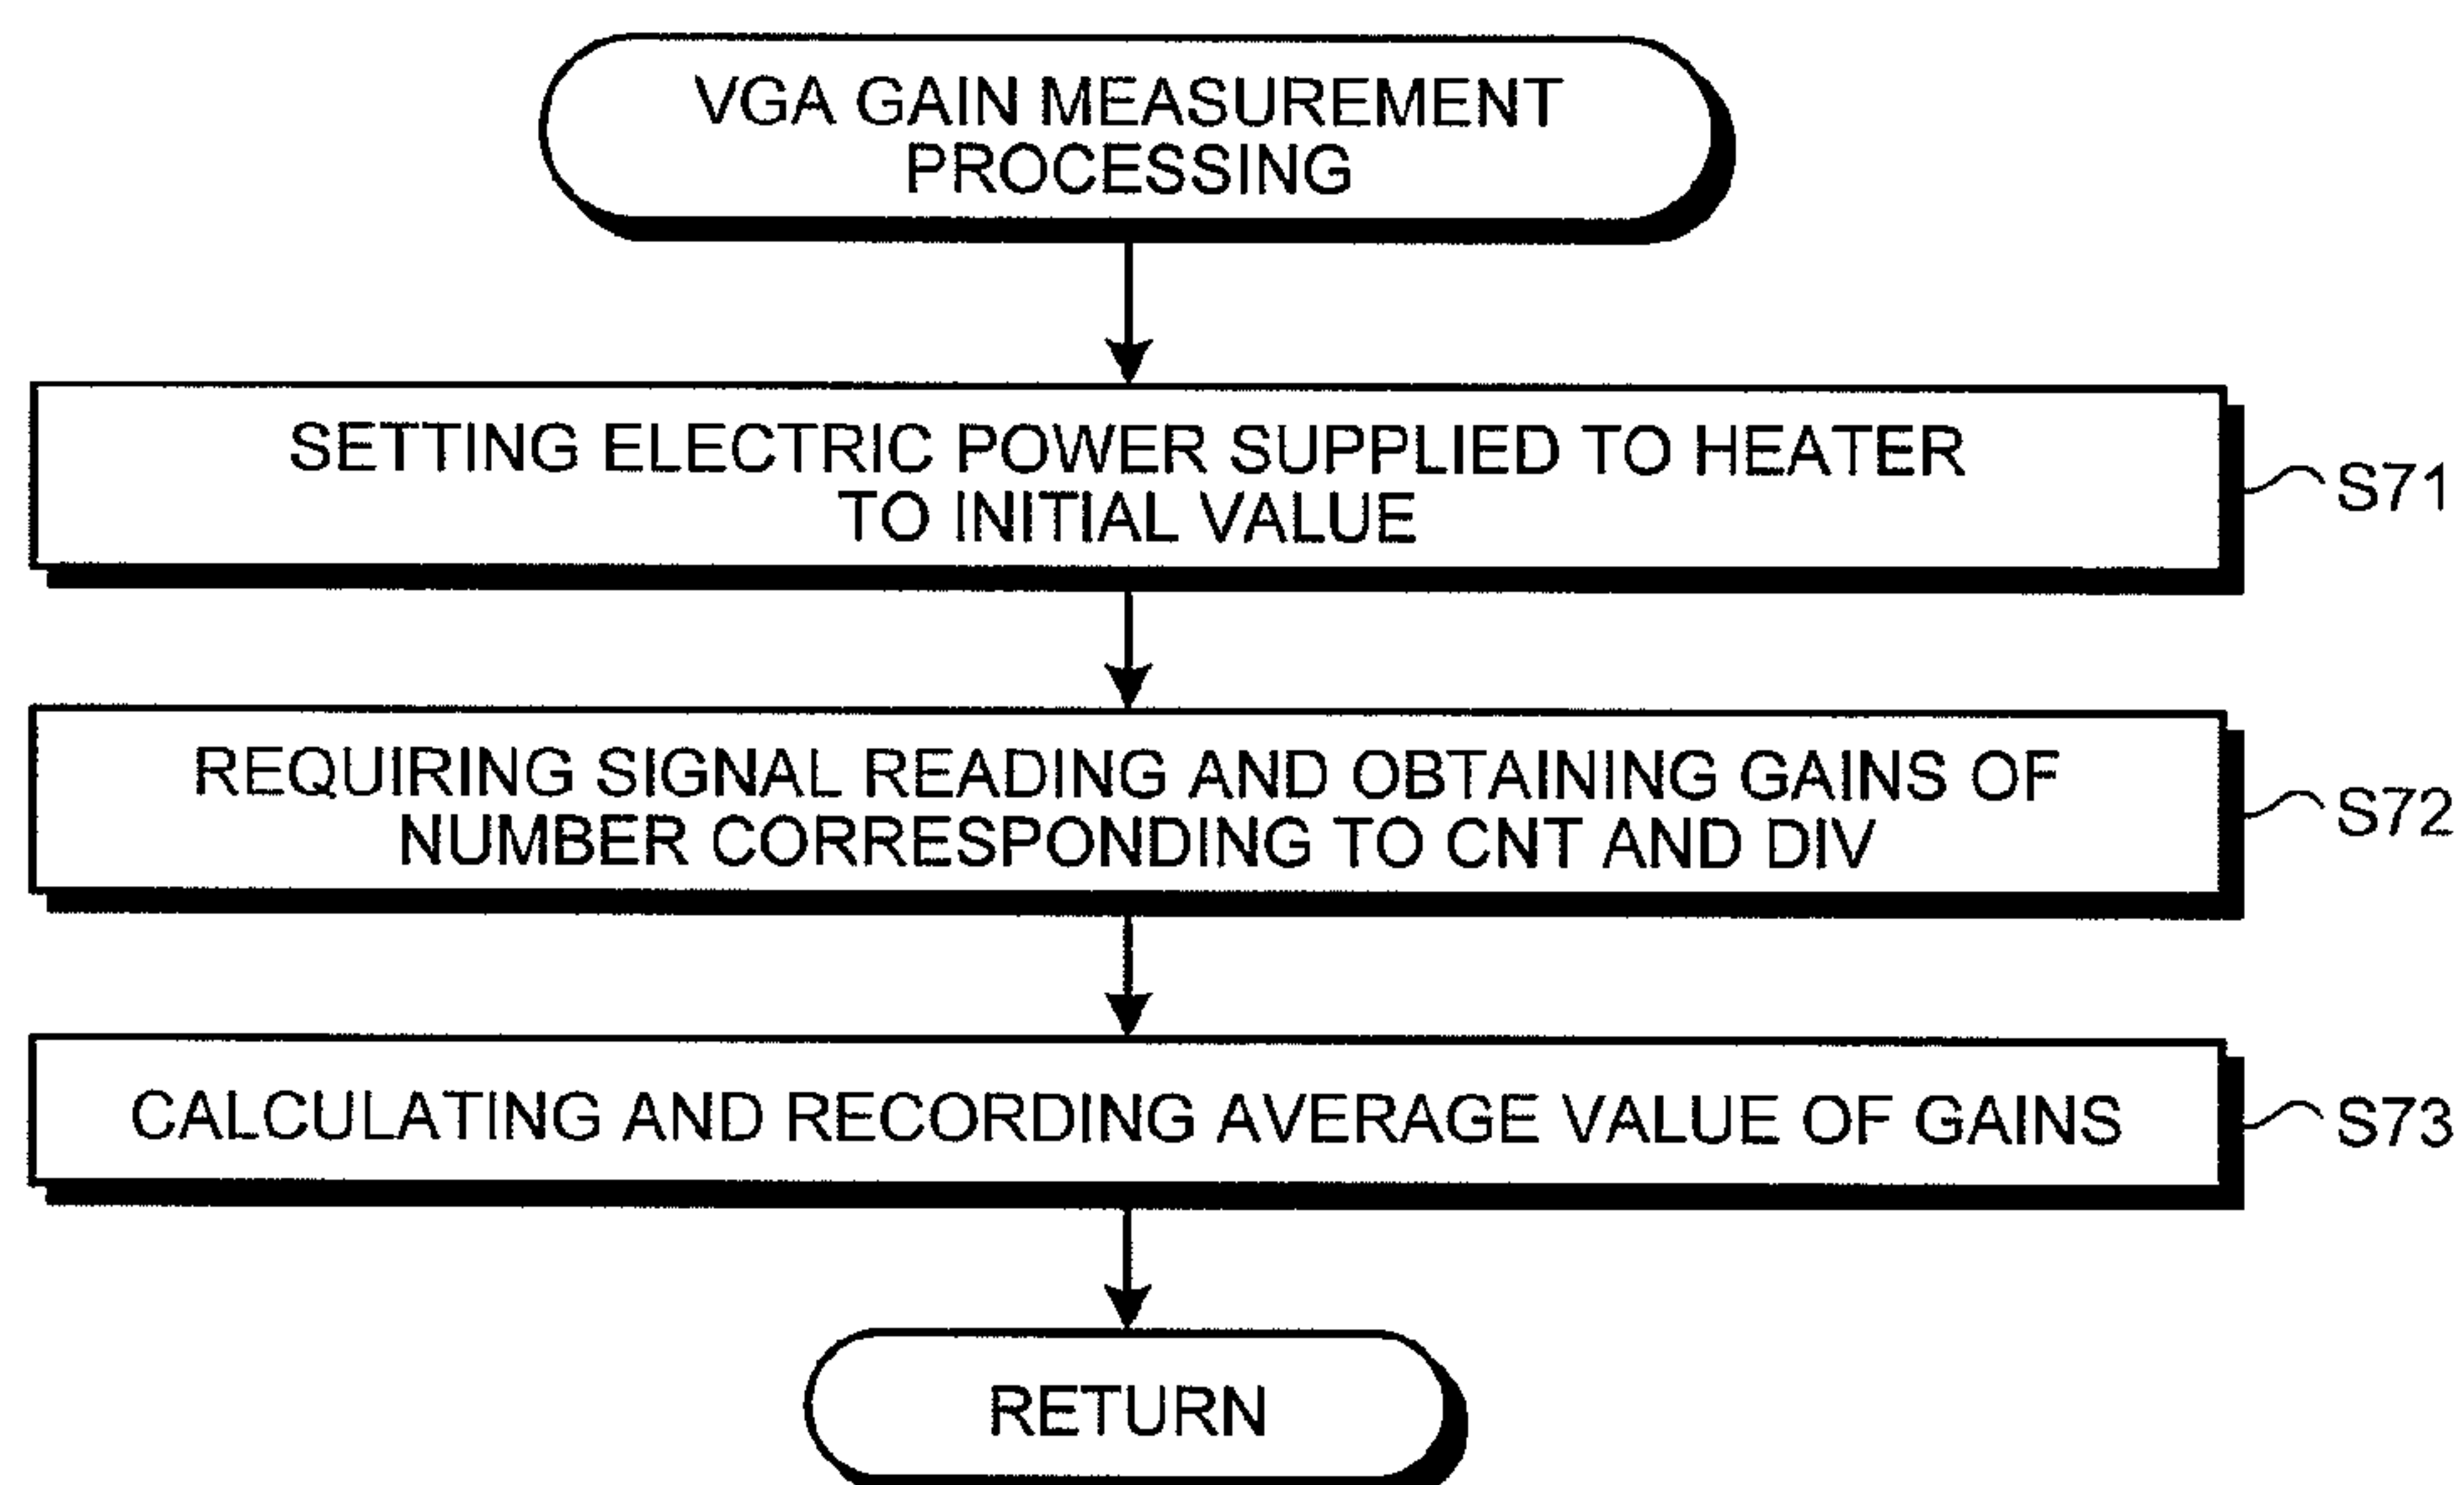 VGA GAIN MEASUREMENT
PROCESSING
SETTING ELECTRIC POWER SUPPLIED TO HEATER
TO INITIAL VALUE
S71
REQUIRING SIGNAL READING AND OBTAINING GAINS OF
NUMBER CORRESPONDING TO CNT AND DIV
S72
CALCULATING AND RECORDING AVERAGE VALUE OF GAINS
S73
RETURN